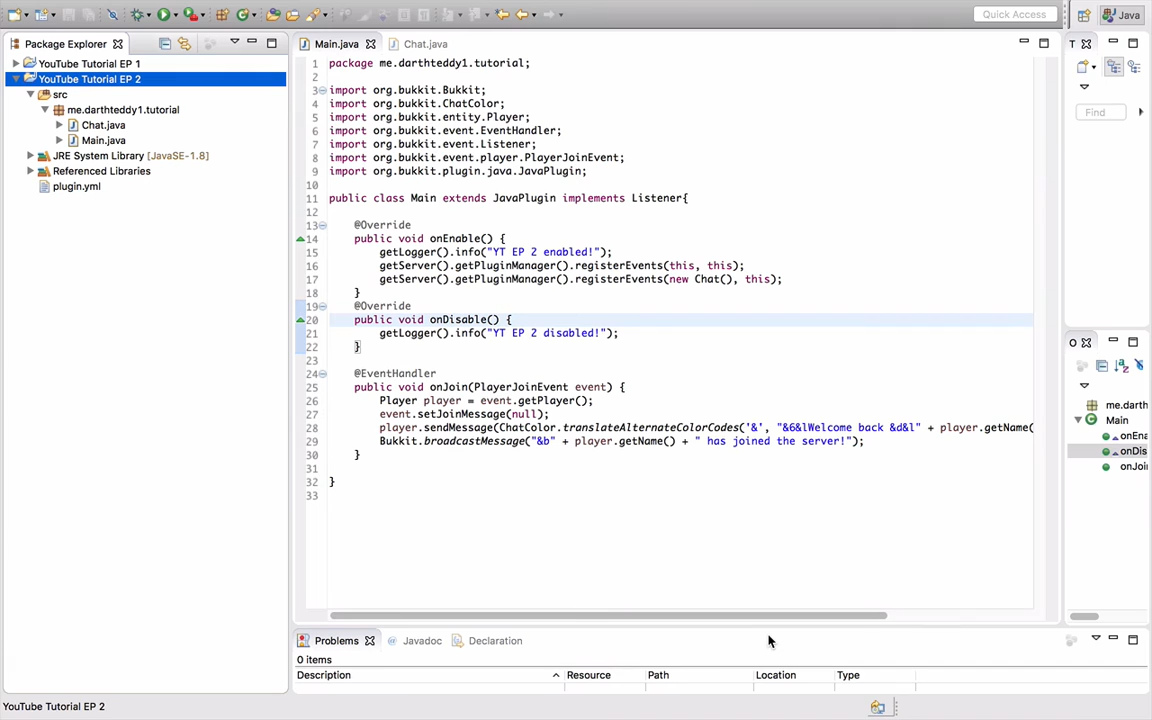 Quick Access
Java
Package Explorer
YouTube Tutorial EP 1
YouTube Tutorial EP 2
src
me.darthteddy1.tutorial
Chat.java
Main.java
JRE System Library [JavaSE-1.8]
Referenced Libraries
plugin.yml
Main.java
Chat.java
1 package me.darthteddy1.tutorial;
2
3 import org.bukkit.Bukkit;
4 import org.bukkit.ChatColor;
5 import org.bukkit.entity.Player;
6 import org.bukkit.event.EventHandler;
7 import org.bukkit.event.Listener;
8 import org.bukkit.event.player.PlayerJoinEvent;
9 import org.bukkit.plugin.java.JavaPlugin;
10
11 public class Main extends JavaPlugin implements Listener{
12
13 @Override
14 public void onEnable() {
15 getLogger().info("YT EP 2 enabled!");
16 getServer().getPluginManager().registerEvents(this, this);
17 getServer().getPluginManager().registerEvents(new Chat(), this);
18 }
19 @Override
20 public void onDisable() {
21 getLogger().info("YT EP 2 disabled!");
22 }
23
24 @EventHandler
25 public void onJoin(PlayerJoinEvent event) {
26 Player player = event.getPlayer();
27 event.setJoinMessage(null);
28 player.sendMessage(ChatColor.translateAlternateColorCodes('&', "&6&lWelcome back &d&l" + player.getName(
29 Bukkit.broadcastMessage("&b" + player.getName() + " has joined the server!");
30 }
31
32 }
33
T
Find
O
me.darth
Main
onEna
onDis
onJoi
Problems
@ Javadoc
Declaration
0 items
Description
Resource
Path
Location
Type
YouTube Tutorial EP 2